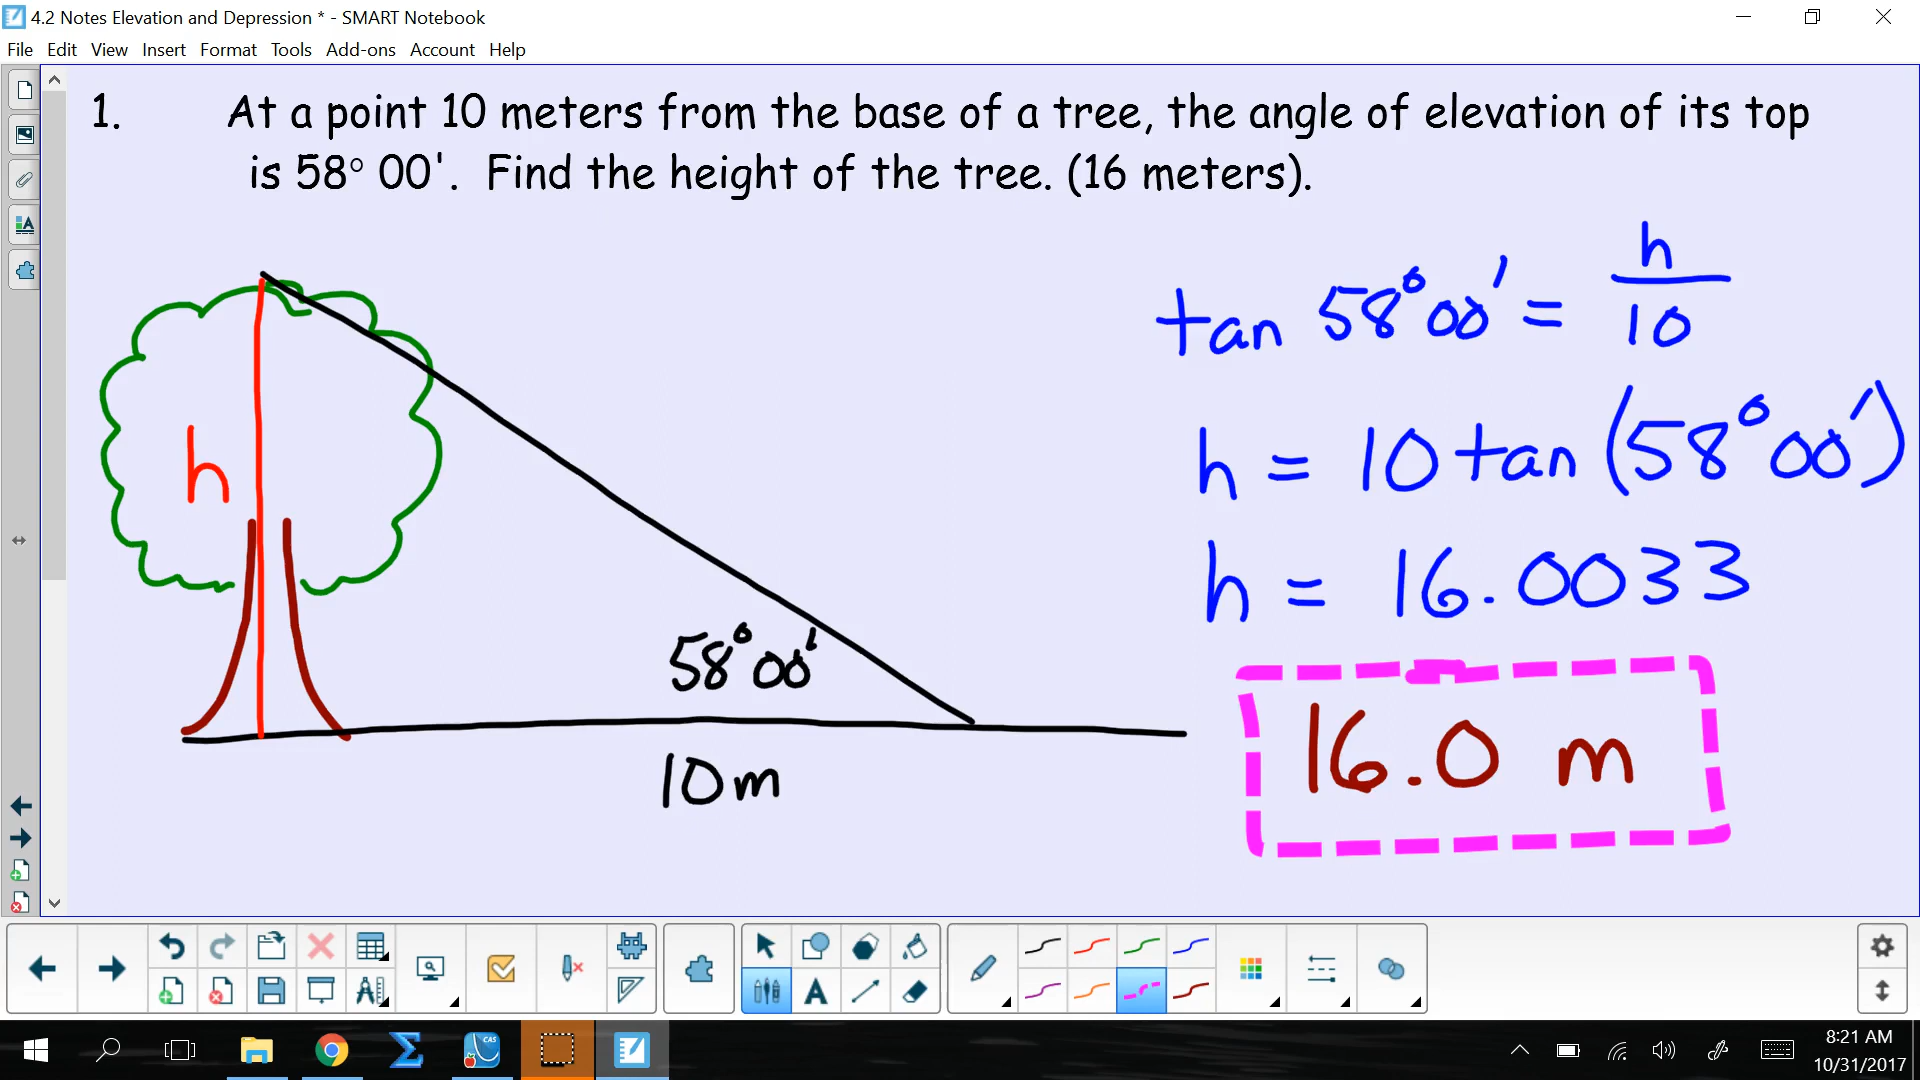 4.2 Notes Elevation and Depression * - SMART Notebook
File Edit View Insert Format Tools Add-ons Account Help
1. At a point 10 meters from the base of a tree, the angle of elevation of its top
is 58° 00'. Find the height of the tree. (16 meters).
h
58°00'
10m
tan 58°00' = h/10
h = 10 tan (58°00')
h = 16.0033
16.0 m
A
A
CAS
8:21 AM
10/31/2017